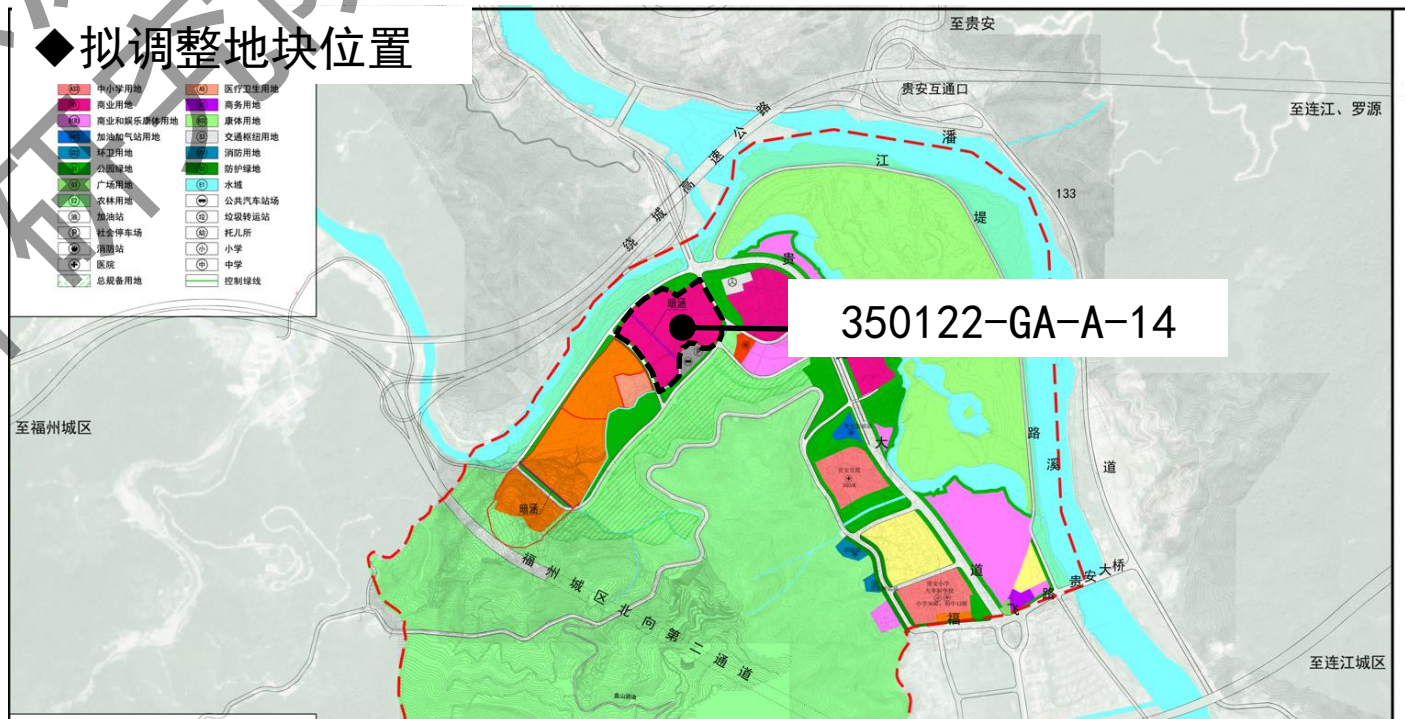 ◆拟调整地块位置
中小学用地
医疗卫生用地
商业用地
商务用地
商业和娱乐康体用地
康体用地
加油加气站用地
交通枢纽用地
环卫用地
消防用地
公园绿地
防护绿地
广场用地
水域
农林用地
公共汽车站场
加油站
垃圾转运站
社会停车场
托儿所
消防站
小学
医院
中学
总规备用地
控制绿线
至贵安
贵安互通口
至连江、罗源
绕城高速公路
潘
江
堤
133
贵
暗涵
350122-GA-A-14
至福州城区
大
路
溪
道
暗涵
福州城区北向第二通道
道
贵安大桥
福
飞
路
至连江城区